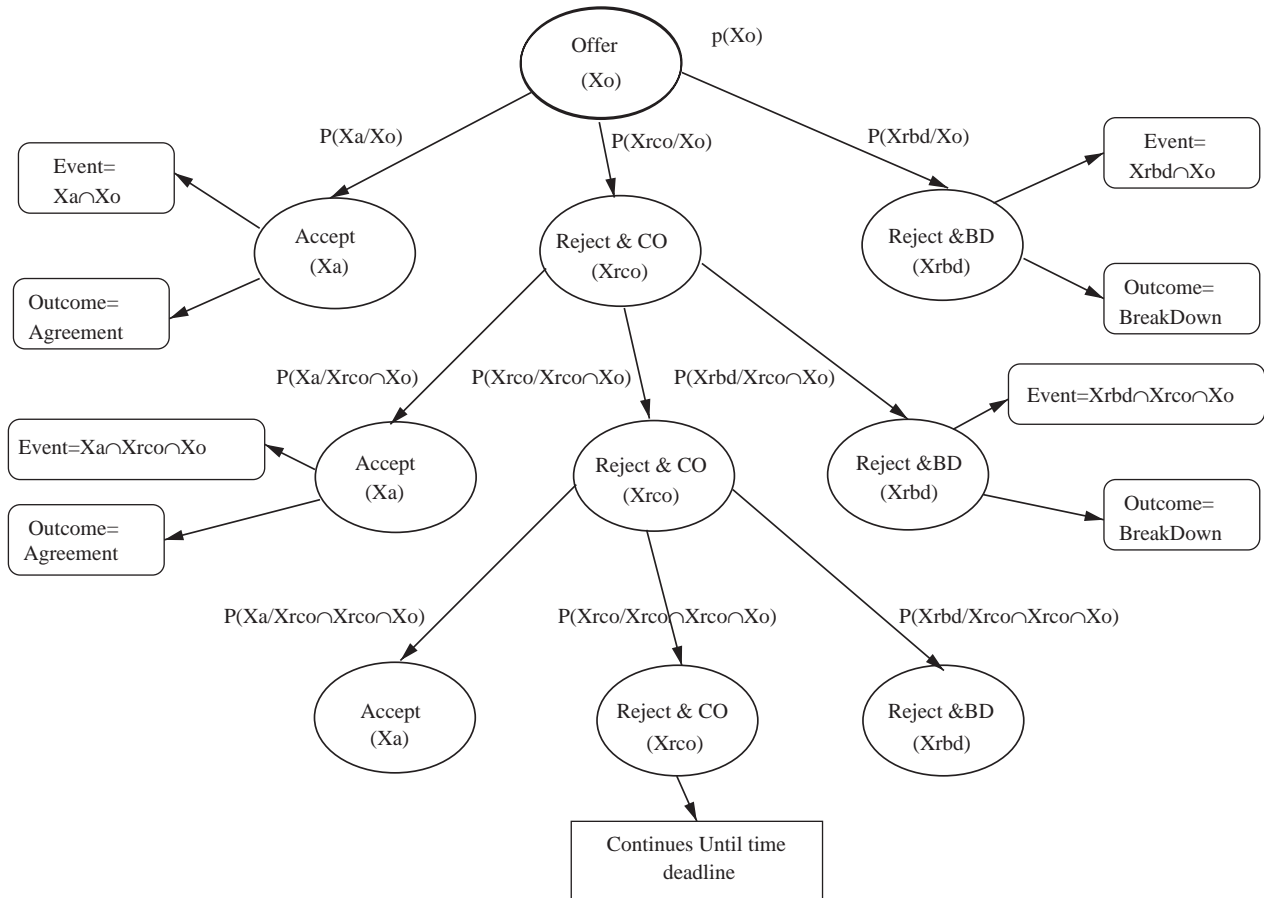 Offer
(Xo)
p(Xo)
P(Xa/Xo)
P(Xrco/Xo)
P(Xrbd/Xo)
Event=
Xa∩Xo
Event=
Xrbd∩Xo
Accept
(Xa)
Reject & CO
(Xrco)
Reject &BD
(Xrbd)
Outcome=
Agreement
Outcome=
BreakDown
P(Xa/Xrco∩Xo)
P(Xrco/Xrco∩Xo)
P(Xrbd/Xrco∩Xo)
Event=Xrbd∩Xrco∩Xo
Event=Xa∩Xrco∩Xo
Accept
(Xa)
Reject & CO
(Xrco)
Reject &BD
(Xrbd)
Outcome=
Agreement
Outcome=
BreakDown
P(Xa/Xrco∩Xrco∩Xo)
P(Xrco/Xrco∩Xrco∩Xo)
P(Xrbd/Xrco∩Xrco∩Xo)
Accept
(Xa)
Reject & CO
(Xrco)
Reject &BD
(Xrbd)
Continues Until time
deadline